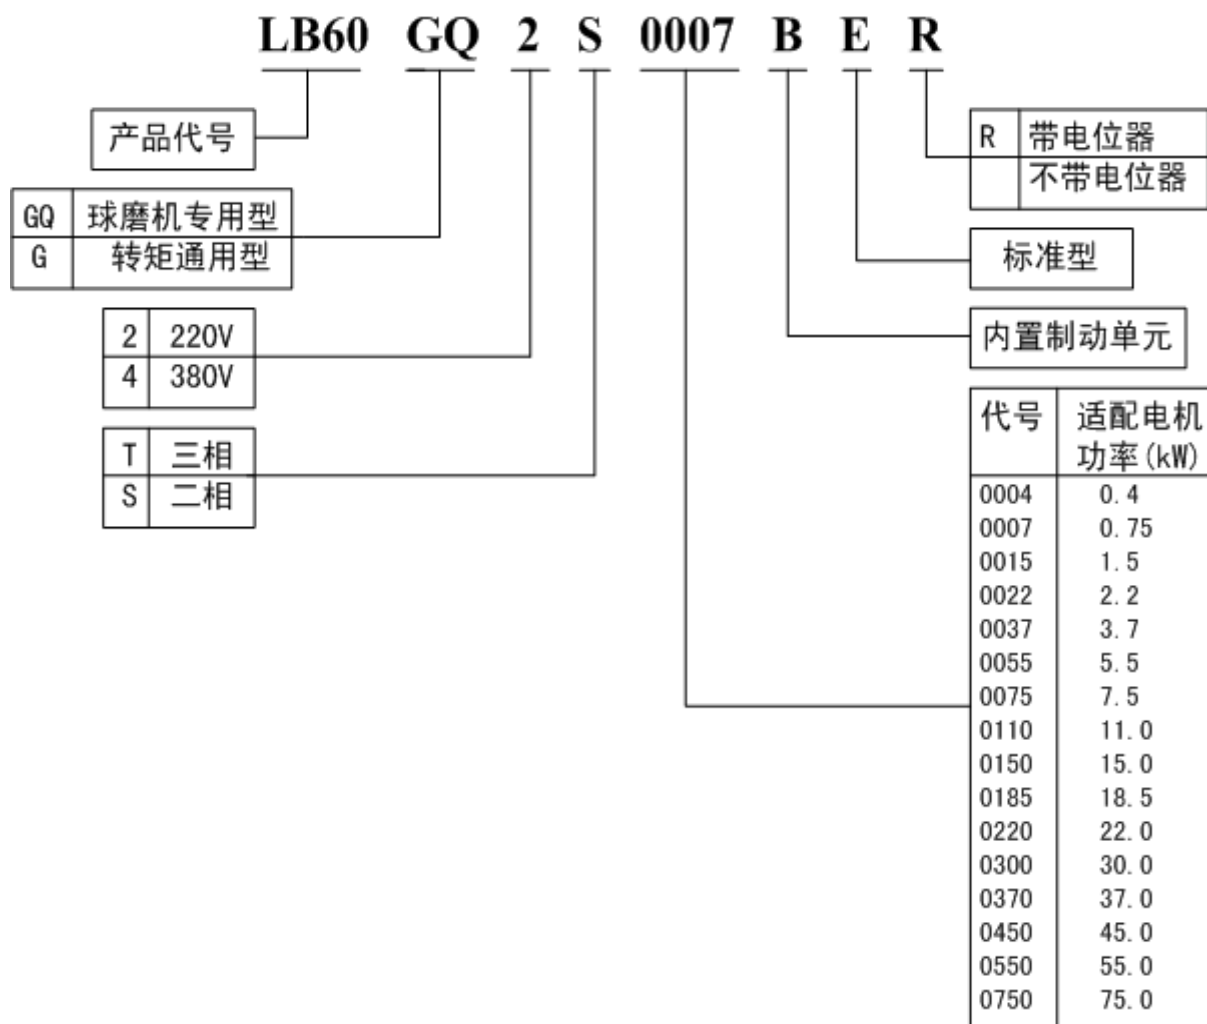 LB60 GQ 2 S 0007 B E R
产品代号
GQ 球磨机专用型
G 转矩通用型
2 220V
4 380V
T 三相
S 二相
R 带电位器
不带电位器
标准型
内置制动单元
代号 适配电机
功率(kW)
0004 0.4
0007 0.75
0015 1.5
0022 2.2
0037 3.7
0055 5.5
0075 7.5
0110 11.0
0150 15.0
0185 18.5
0220 22.0
0300 30.0
0370 37.0
0450 45.0
0550 55.0
0750 75.0